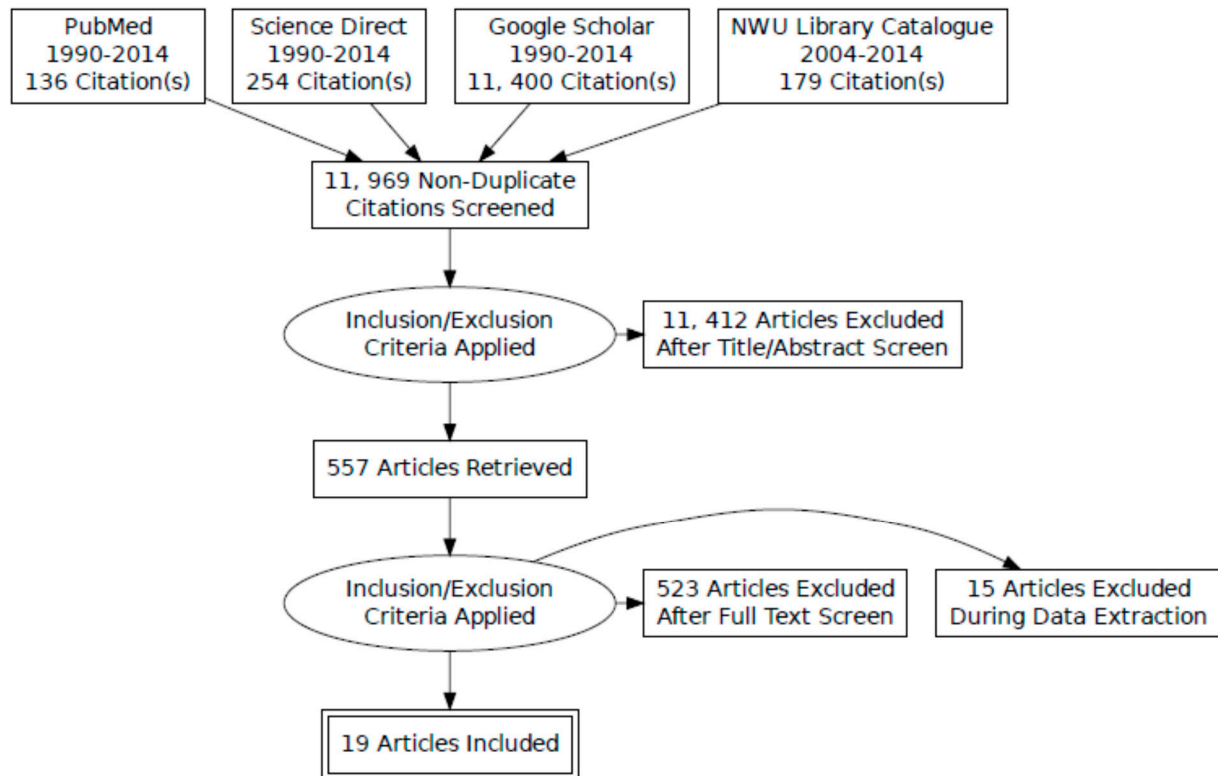 PubMed
1990-2014
136 Citation(s)
Science Direct
1990-2014
254 Citation(s)
Google Scholar
1990-2014
11, 400 Citation(s)
NWU Library Catalogue
2004-2014
179 Citation(s)
11, 969 Non-Duplicate
Citations Screened
Inclusion/Exclusion
Criteria Applied
11, 412 Articles Excluded
After Title/Abstract Screen
557 Articles Retrieved
Inclusion/Exclusion
Criteria Applied
523 Articles Excluded
After Full Text Screen
15 Articles Excluded
During Data Extraction
19 Articles Included